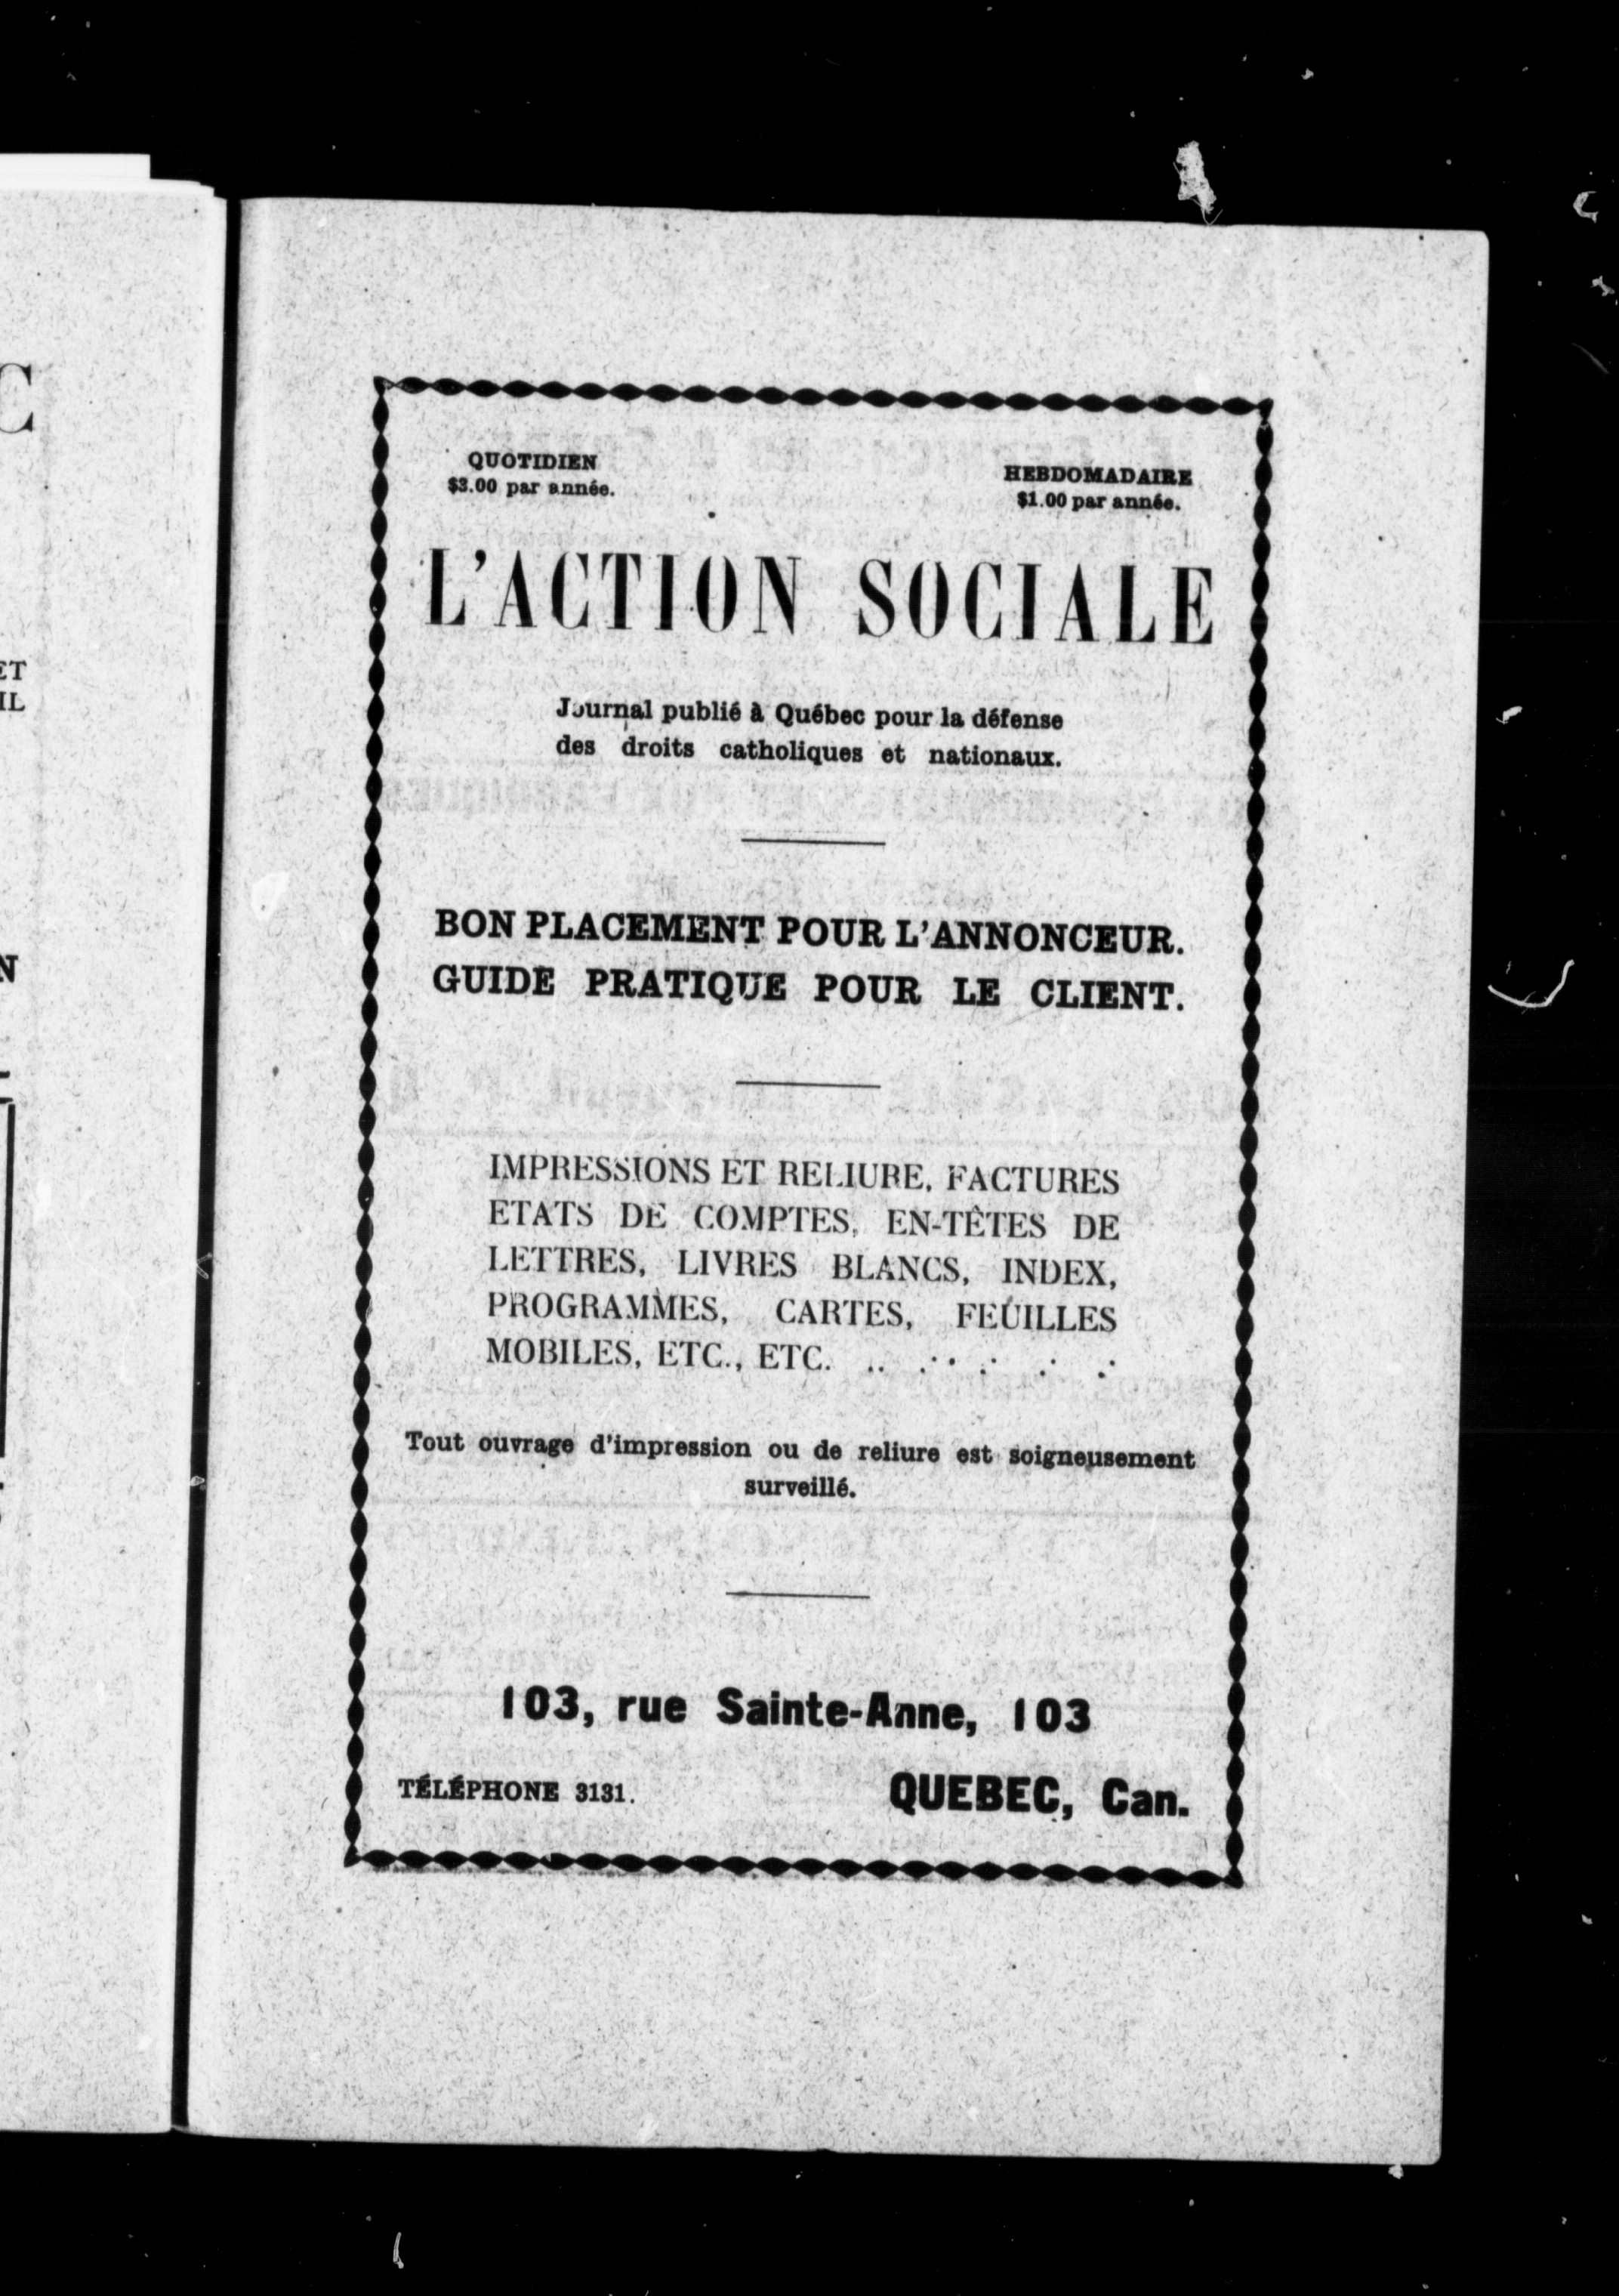 QUOTIDIEN
$3.00 par année.
HEBDOMADAIRE
$1.00 par année.
L'ACTION SOCIALE
Journal publié à Québec pour la défense
des droits catholiques et nationaux.
BON PLACEMENT POUR L'ANNONCEUR.
GUIDE PRATIQUE POUR LE CLIENT.
IMPRESSIONS ET RELIURE, FACTURES
ETATS DE COMPTES, EN-TÊTES DE
LETTRES, LIVRES BLANCS, INDEX,
PROGRAMMES, CARTES, FEUILLES
MOBILES, ETC., ETC.
Tout ouvrage d'impression ou de reliure est soigneusement
surveillé.
103, rue Sainte-Anne, 103
TÉLÉPHONE 3131.
QUEBEC, Can.